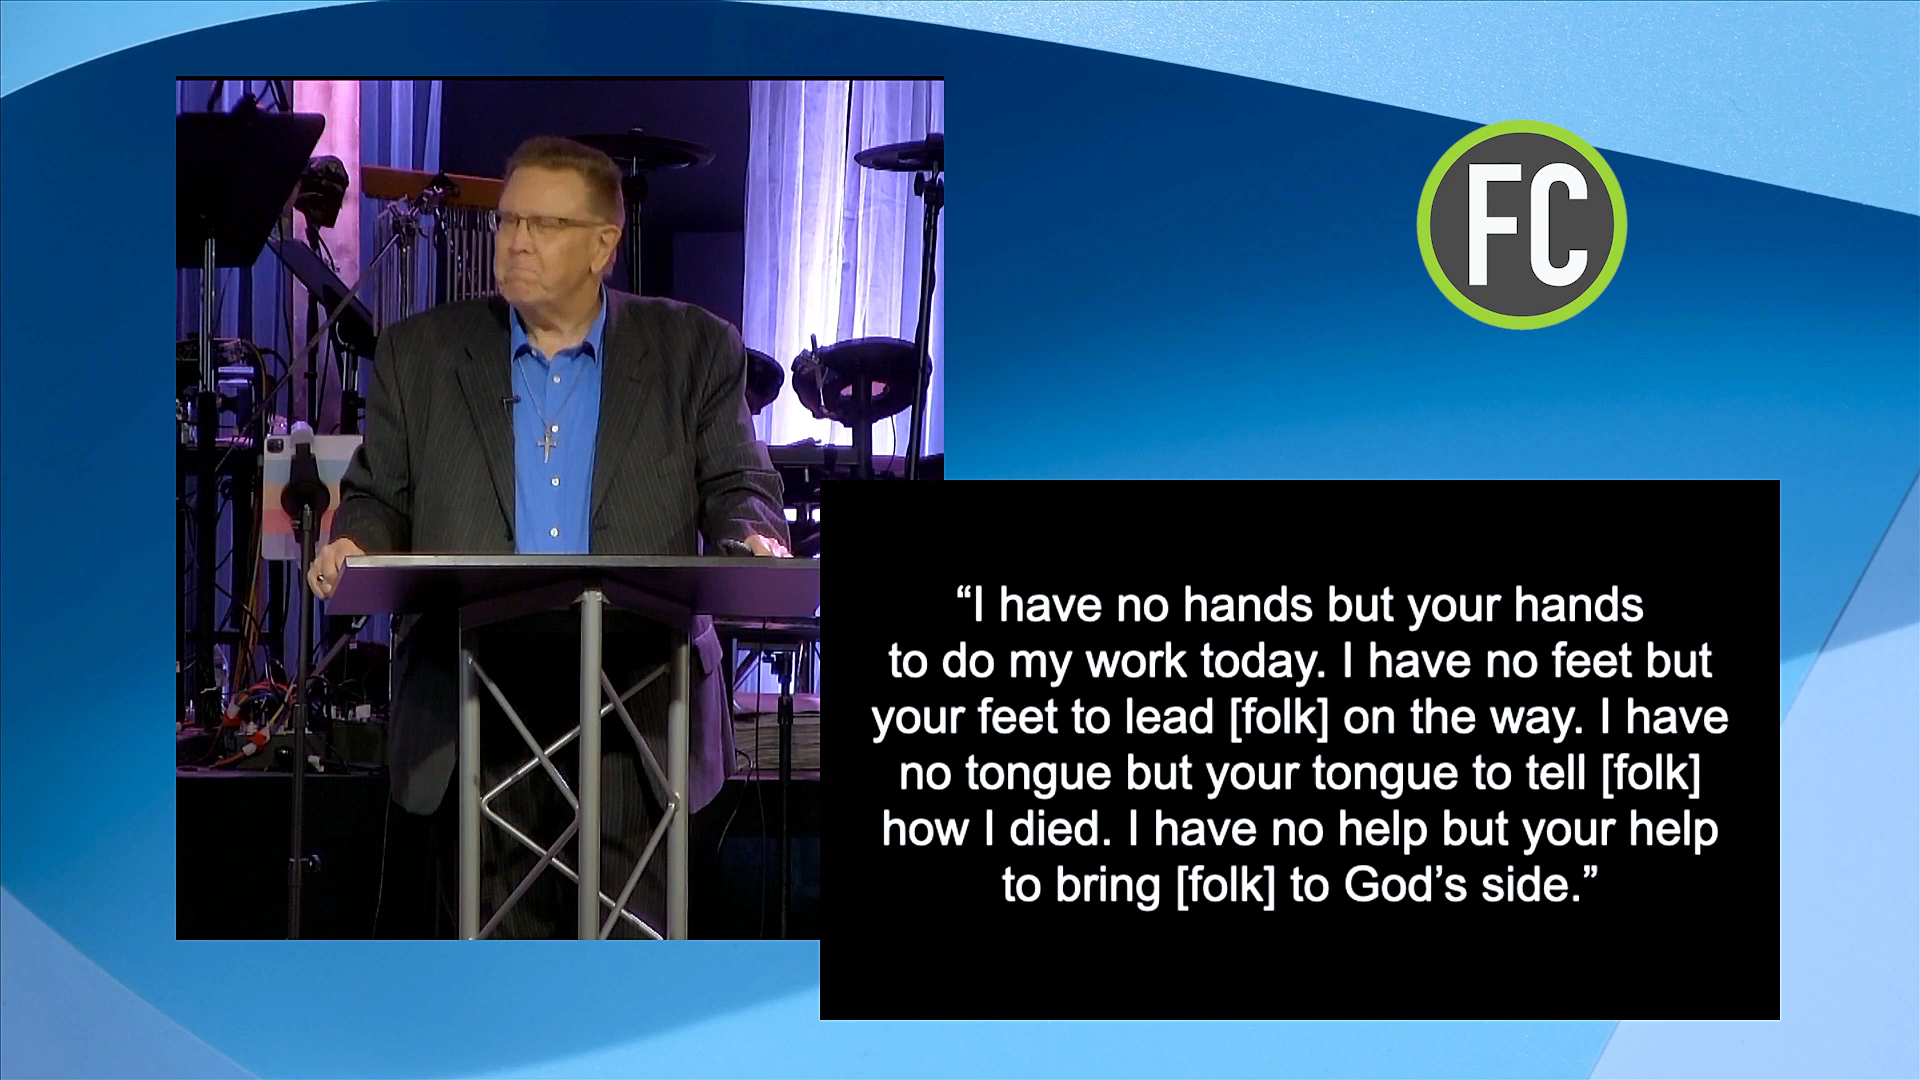 FC
“I have no hands but your hands
to do my work today. I have no feet but
your feet to lead [folk] on the way. I have
no tongue but your tongue to tell [folk]
how I died. I have no help but your help
to bring [folk] to God’s side.”